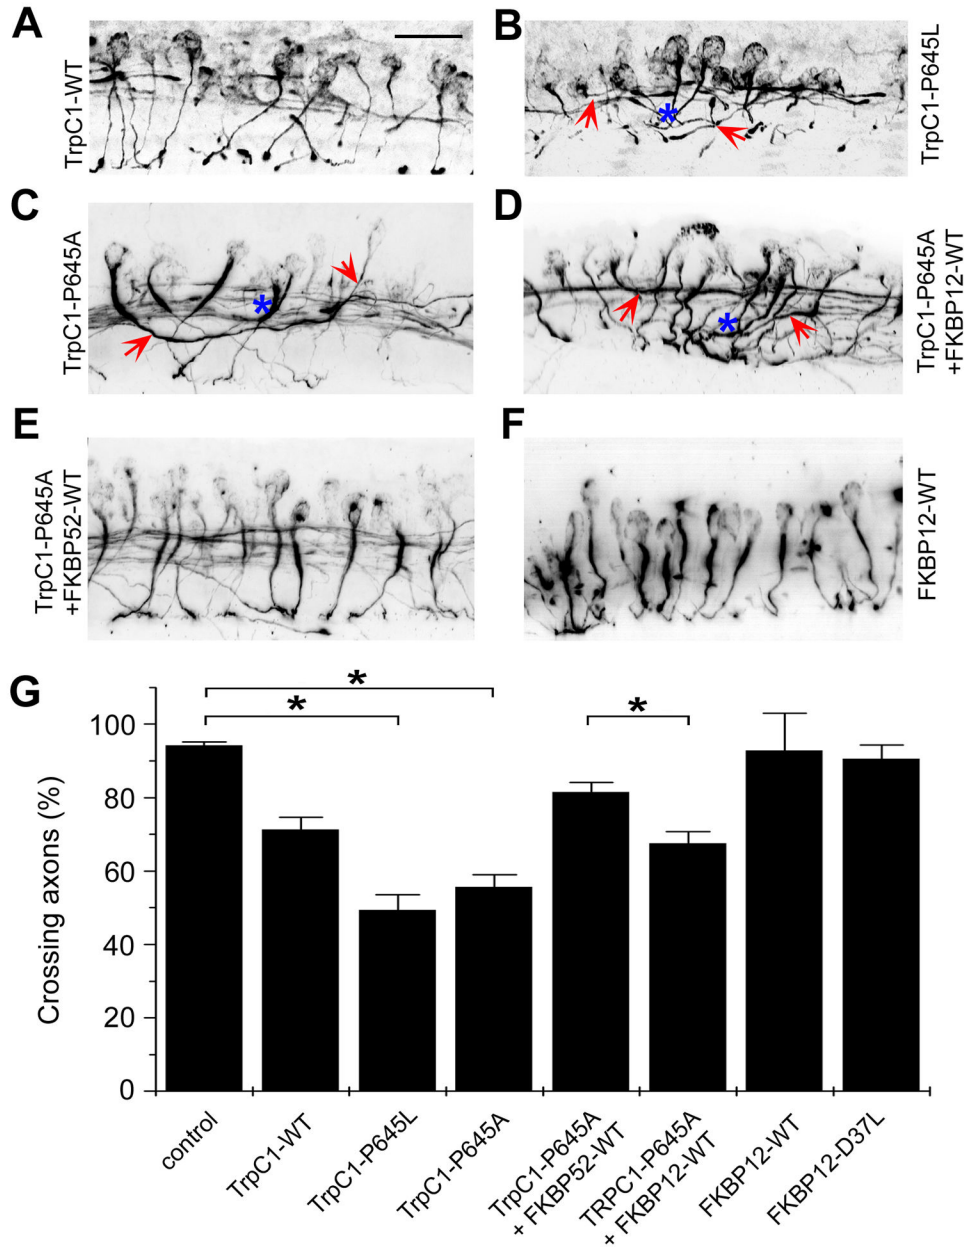 A
TrpC1-WT
B
TrpC1-P645L
*
C
TrpC1-P645A
*
D
TrpC1-P645A
+FKBP12-WT
*
E
TrpC1-P645A
+FKBP52-WT
F
FKBP12-WT
G
*
*
*
Crossing axons (%)
100
80
60
40
20
0
control
TrpC1-WT
TrpC1-P645L
TrpC1-P645A
TrpC1-P645A
+ FKBP52-WT
TRPC1-P645A
+ FKBP12-WT
FKBP12-WT
FKBP12-D37L